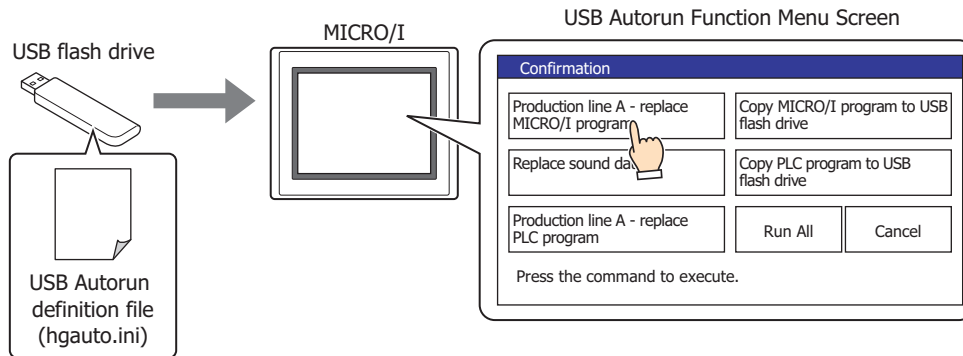 USB Autorun Function Menu Screen
MICRO/I
USB flash drive
USB Autorun
definition file
(hgauto.ini)
Confirmation
Production line A - replace
MICRO/I program
Copy MICRO/I program to USB
flash drive
Replace sound
Copy PLC program to USB
flash drive
Production line A - replace
PLC program
Run All
Cancel
Press the command to execute.